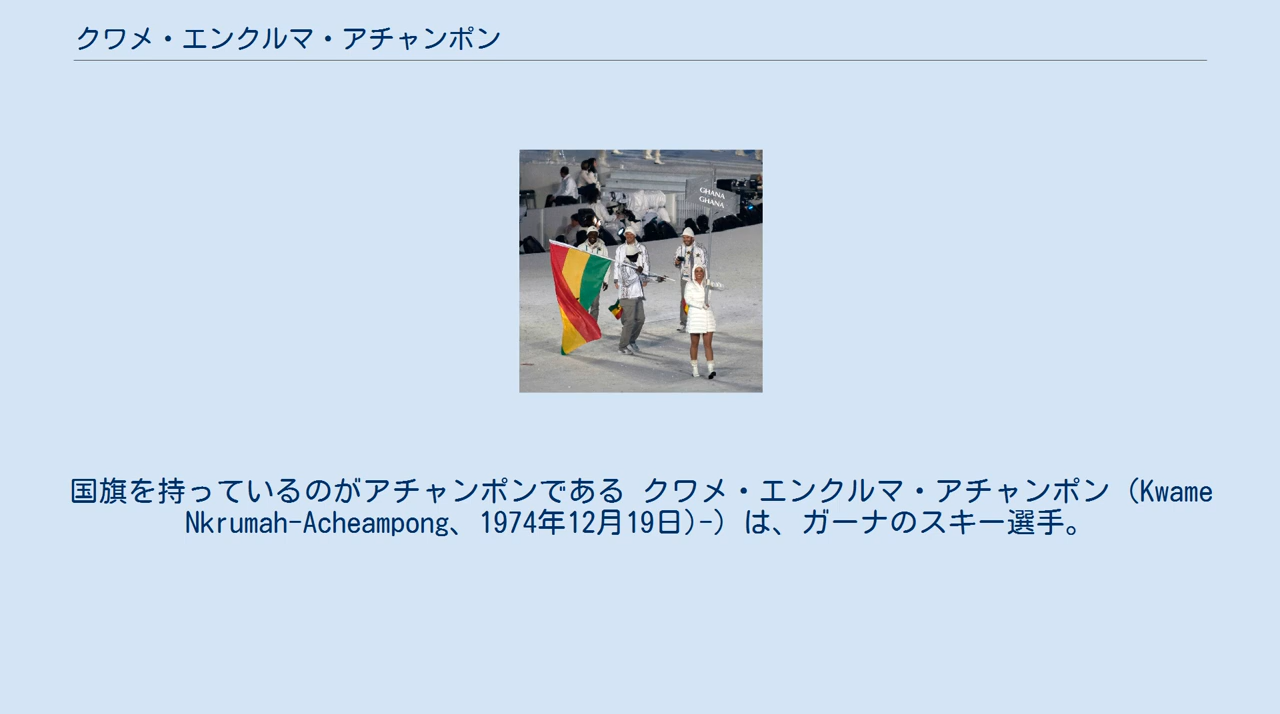 クワメ・エンクルマ・アチャンポン
GHANA
GHANA
国旗を持っているのがアチャンポンである クワメ・エンクルマ・アチャンポン（Kwame
Nkrumah-Acheampong、1974年12月19日)-）は、ガーナのスキー選手。